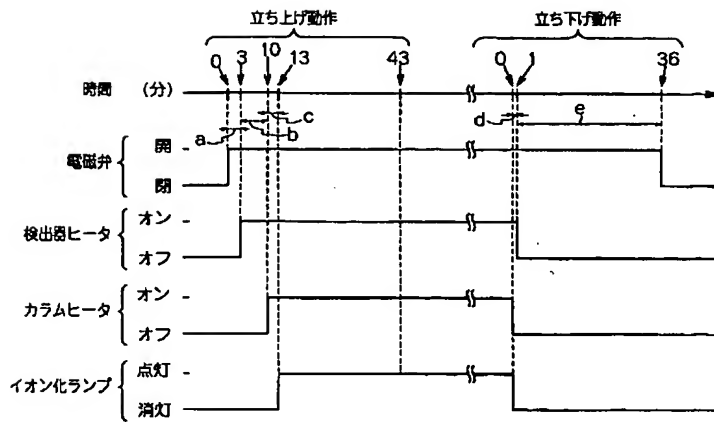 立ち上げ動作
立ち下げ動作
0 3 10 13 43 0 1 36
時間 (分)
a b c d e
電磁弁 開
閉
検出器ヒータ オン
オフ
カラムヒータ オン
オフ
イオン化ランプ 点灯
消灯